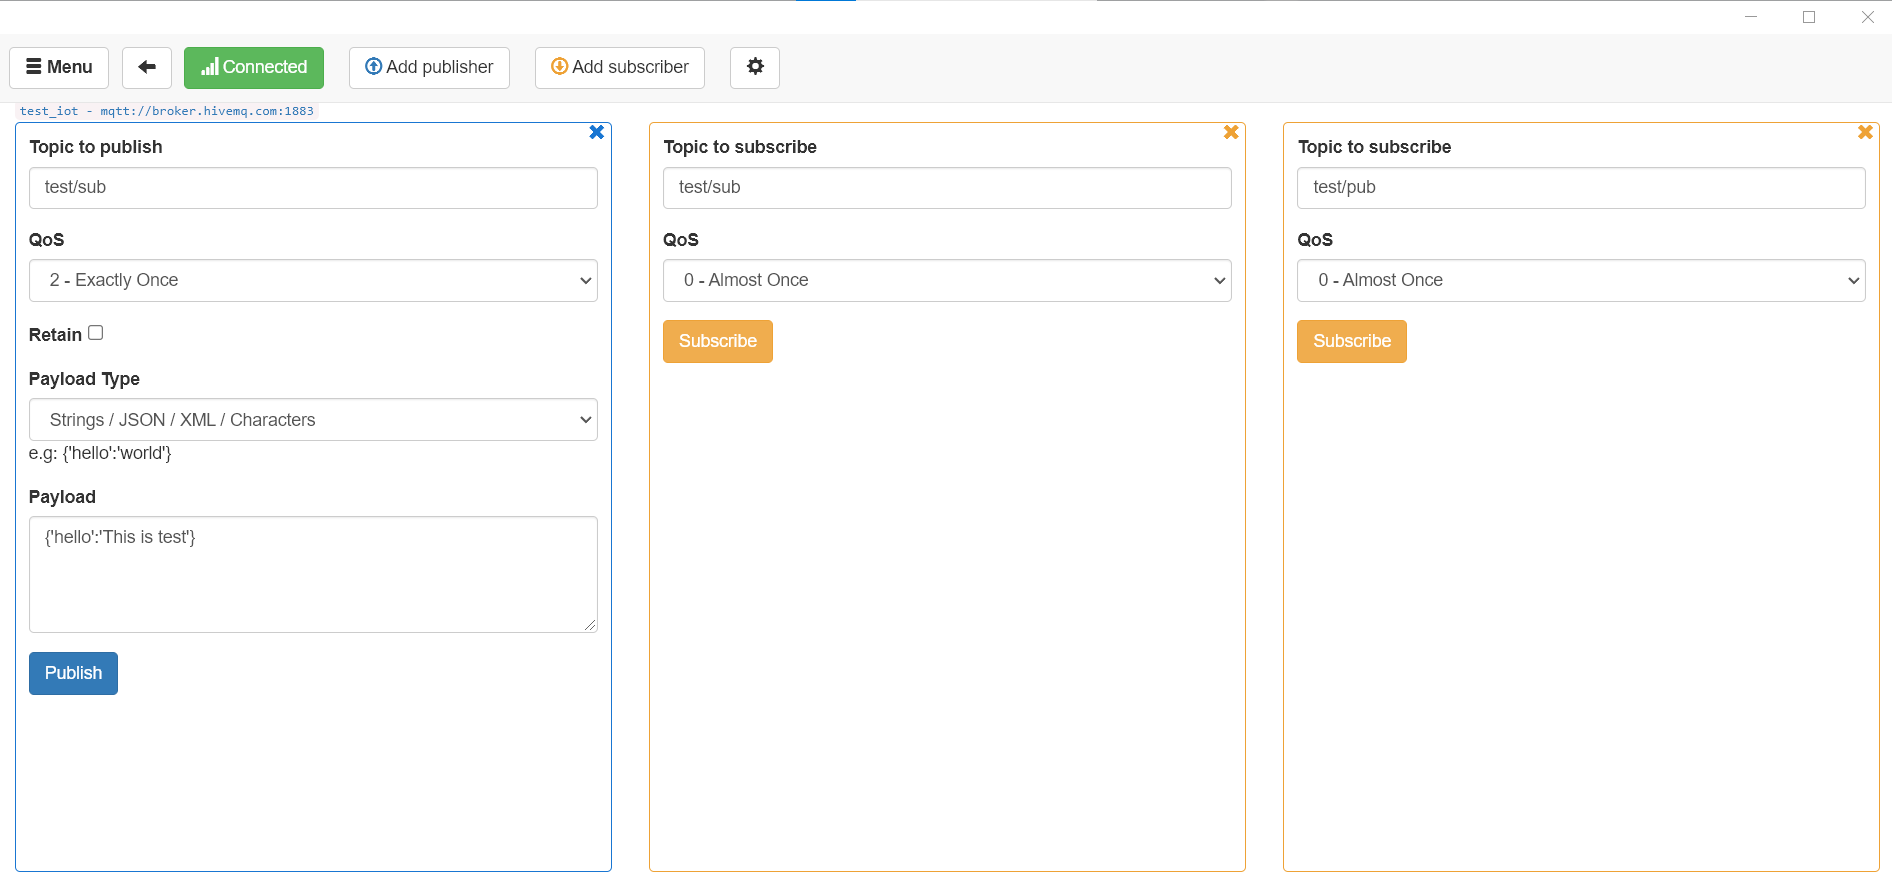 Menu
Connected
Add publisher
Add subscriber
test_iot - mqtt://broker.hivemq.com:1883
Topic to publish
test/sub
QoS
2 - Exactly Once
Retain
Payload Type
Strings / JSON / XML / Characters
e.g: {'hello':'world'}
Payload
{'hello':'This is test'}
Publish
Topic to subscribe
test/sub
QoS
0 - Almost Once
Subscribe
Topic to subscribe
test/pub
QoS
0 - Almost Once
Subscribe